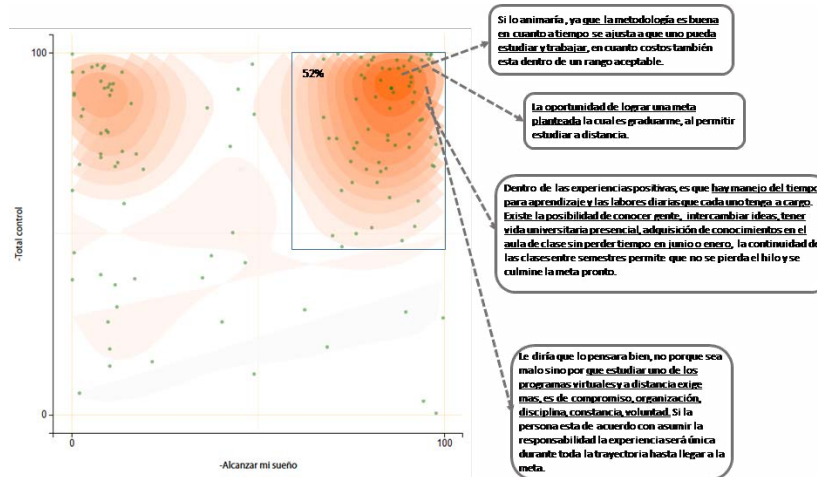 Si lo animaría, ya que la metodología es buena
en cuanto a tiempo se ajusta a que uno pueda
estudiar y trabajar, en cuanto costos también
esta dentro de un rango aceptable.
100
52%
La oportunidad de lograr una meta
planteada la cual es graduarme, al permitir
estudiar a distancia.
Dentro de las experiencias positivas, es que hay manejo del tiempo
para aprendizaje y las labores diarias que cada uno tenga a cargo.
Existe la posibilidad de conocer gente, intercambiar ideas, tener
vida universitaria presencial, adquisición de conocimientos en el
aula de clase sin perder tiempo en junio o enero, la continuidad de
las clases entre semestres permite que no se pierda el hilo y se
culmine la meta pronto.
-Total control
Le diría que lo pensara bien, no porque sea
malo sino por que estudiar uno de los
programas virtuales y a distancia exige
mas, es de compromiso, organización,
disciplina, constancia, voluntad. Si la
persona esta de acuerdo con asumir la
responsabilidad la experiencia será única
durante toda la trayectoria hasta llegar a la
meta.
0
0
100
-Alcanzar mi sueño